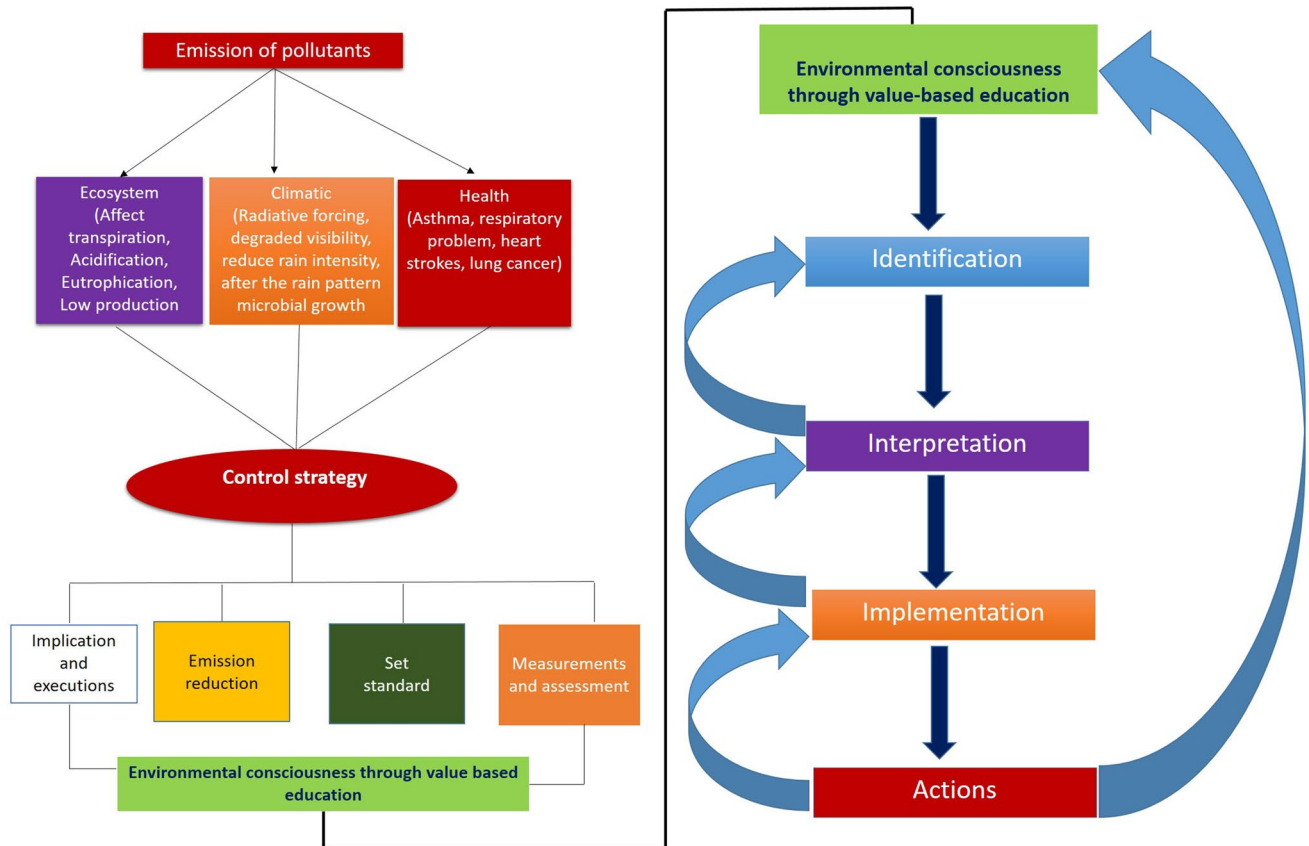 Emission of pollutants
Ecosystem
(Affect
transpiration,
Acidification,
Eutrophication,
Low production
Climatic
(Radiative forcing,
degraded visibility,
reduce rain intensity,
after the rain pattern
microbial growth
Health
(Asthma, respiratory
problem, heart
strokes, lung cancer)
Control strategy
Implication
and
executions
Emission
reduction
Set
standard
Measurements
and assessment
Environmental consciousness through value based
education
Environmental consciousness
through value-based education
Identification
Interpretation
Implementation
Actions